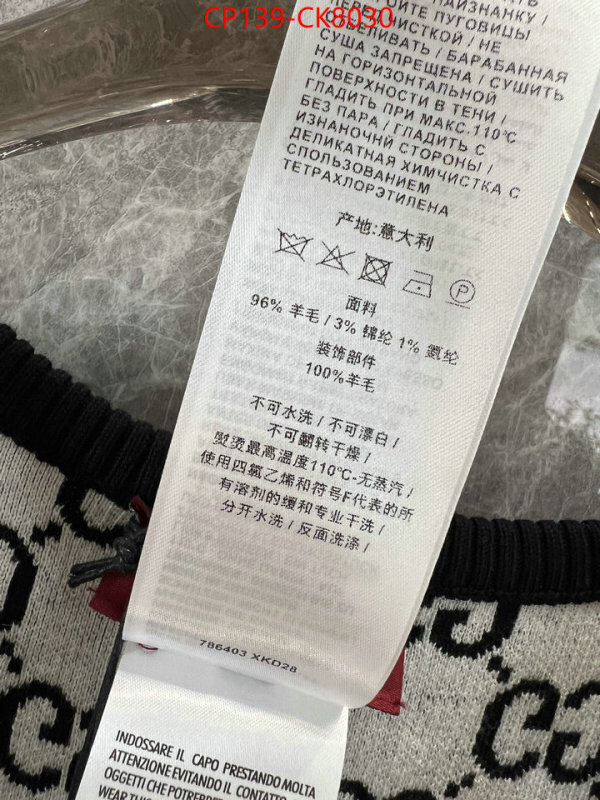 CP139-CK8030
ИЗНАНКУ /
ПУГОВИЦЫ
ЧИСТКОЙ / НЕ
/ БАРАБАННАЯ
СУША ЗАПРЕЩЕНА / СУШИТЬ
НА ГОРИЗОНТАЛЬНОЙ
ПОВЕРХНОСТИ В ТЕНИ /
ГЛАДИТЬ ПРИ МАКС.110°C
БЕЗ ПАРА / ГЛАДИТЬ С
ИЗНАНОЧНЙ СТОРОНЫ /
ДЕЛИКАТНАЯ ХИМЧИСТКА С
СПОЛЬЗОВАНИЕМ
ТЕТРАХЛОРЭТИЛЕНА
产地:意大利
P
面料
96% 羊毛 / 3% 锦纶 1% 氨纶
装饰部件
100%羊毛
不可水洗 / 不可漂白 /
不可翻转干燥 /
熨烫最高温度110℃-无蒸汽 /
使用四氯乙烯和符号F代表的所
有溶剂的缓和专业干洗 /
分开水洗 / 反面洗涤 /
786403 XKD28
INDOSSARE IL CAPO PRESTANDO MOLTA
ATTENZIONE EVITANDO IL CONTATTO
OGGETTI CHE
WEAR